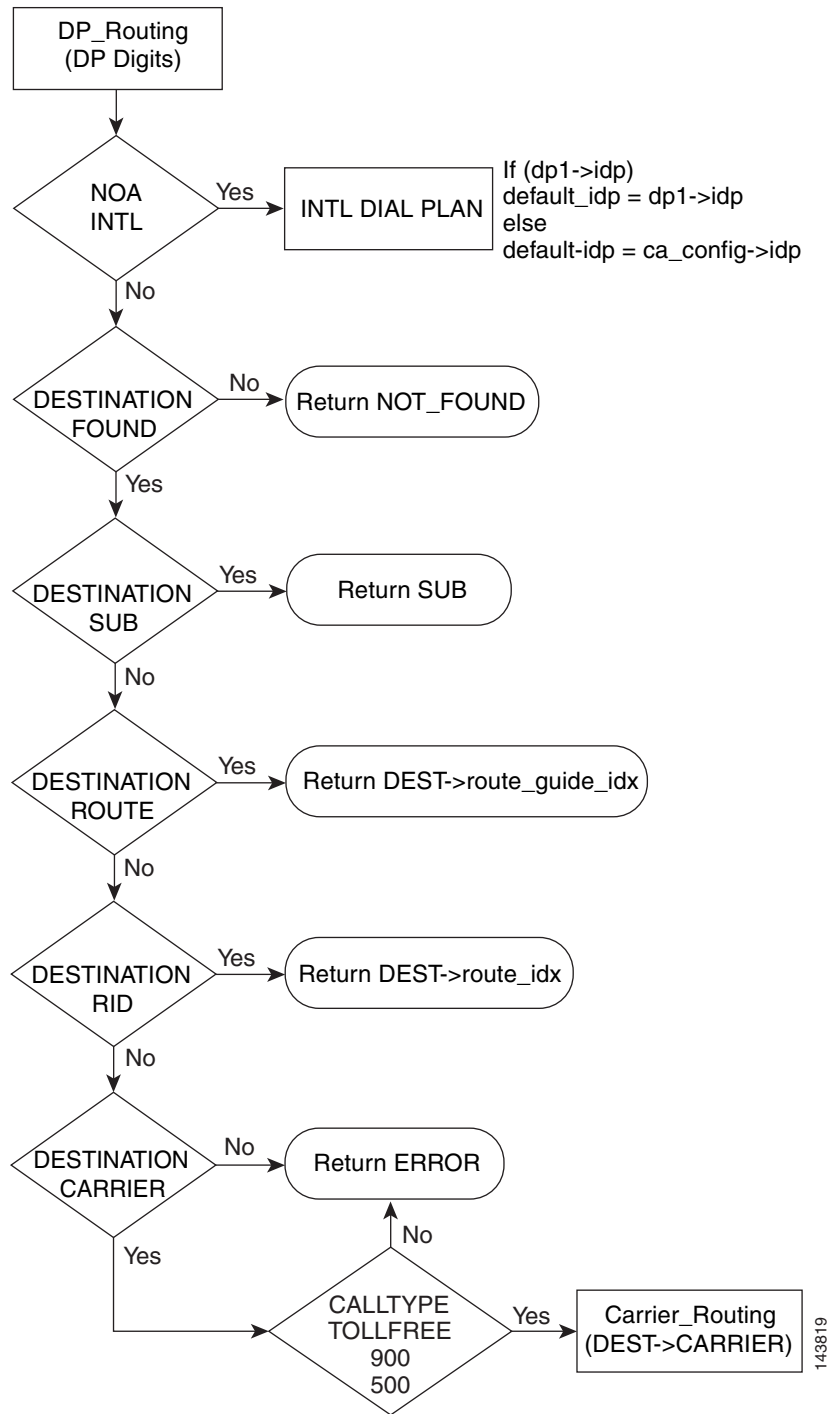 DP_Routing
(DP Digits)
NOA
INTL
Yes
INTL DIAL PLAN
If (dp1->idp)
default_idp = dp1->idp
else
default-idp = ca_config->idp
No
DESTINATION
FOUND
No
Return NOT_FOUND
Yes
DESTINATION
SUB
Yes
Return SUB
No
DESTINATION
ROUTE
Yes
Return DEST->route_guide_idx
No
DESTINATION
RID
Yes
Return DEST->route_idx
No
DESTINATION
CARRIER
No
Return ERROR
Yes
No
CALLTYPE
TOLLFREE
900
500
Yes
Carrier_Routing
(DEST->CARRIER)
143819